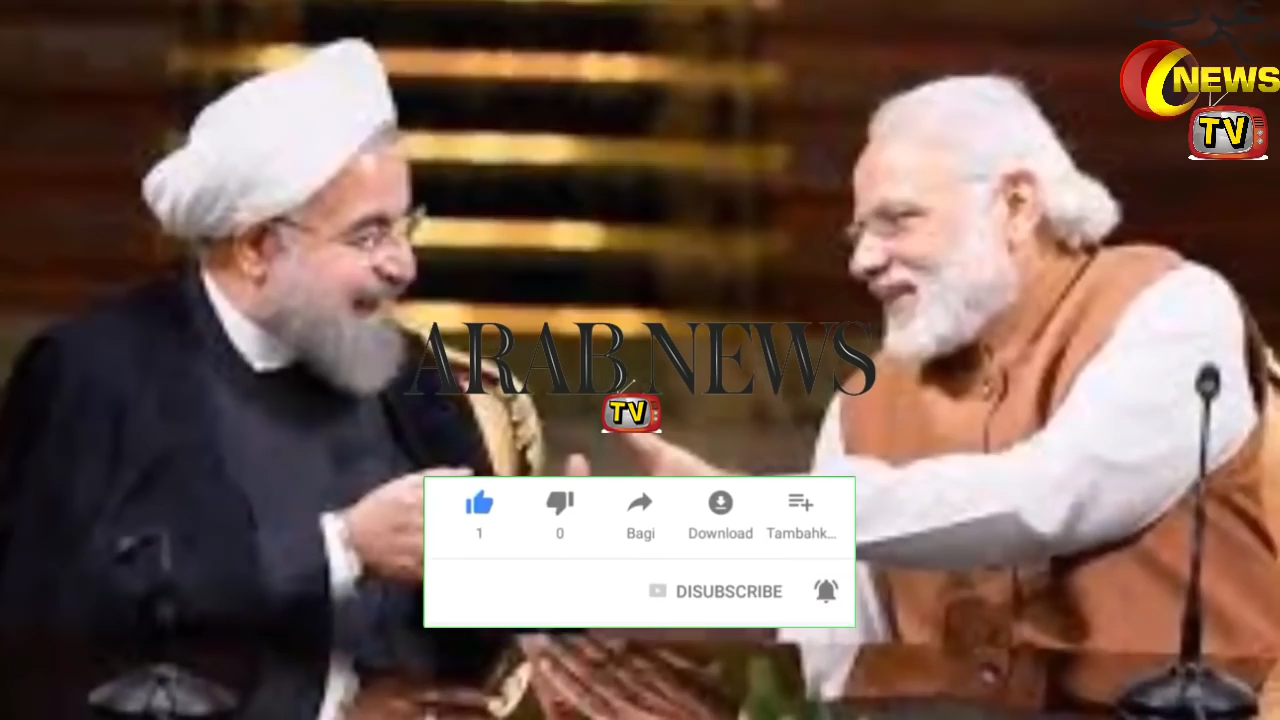 NEWS
TV
ARAB NEWS
TV
1 0 Bagi Download Tambahk...
DISUBSCRIBE